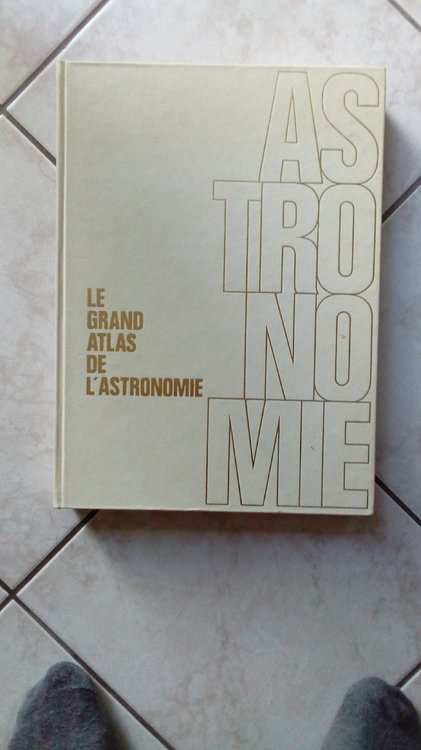 AS
TRO
NO
MIE
LE
GRAND
ATLAS
DE
L'ASTRONOMIE